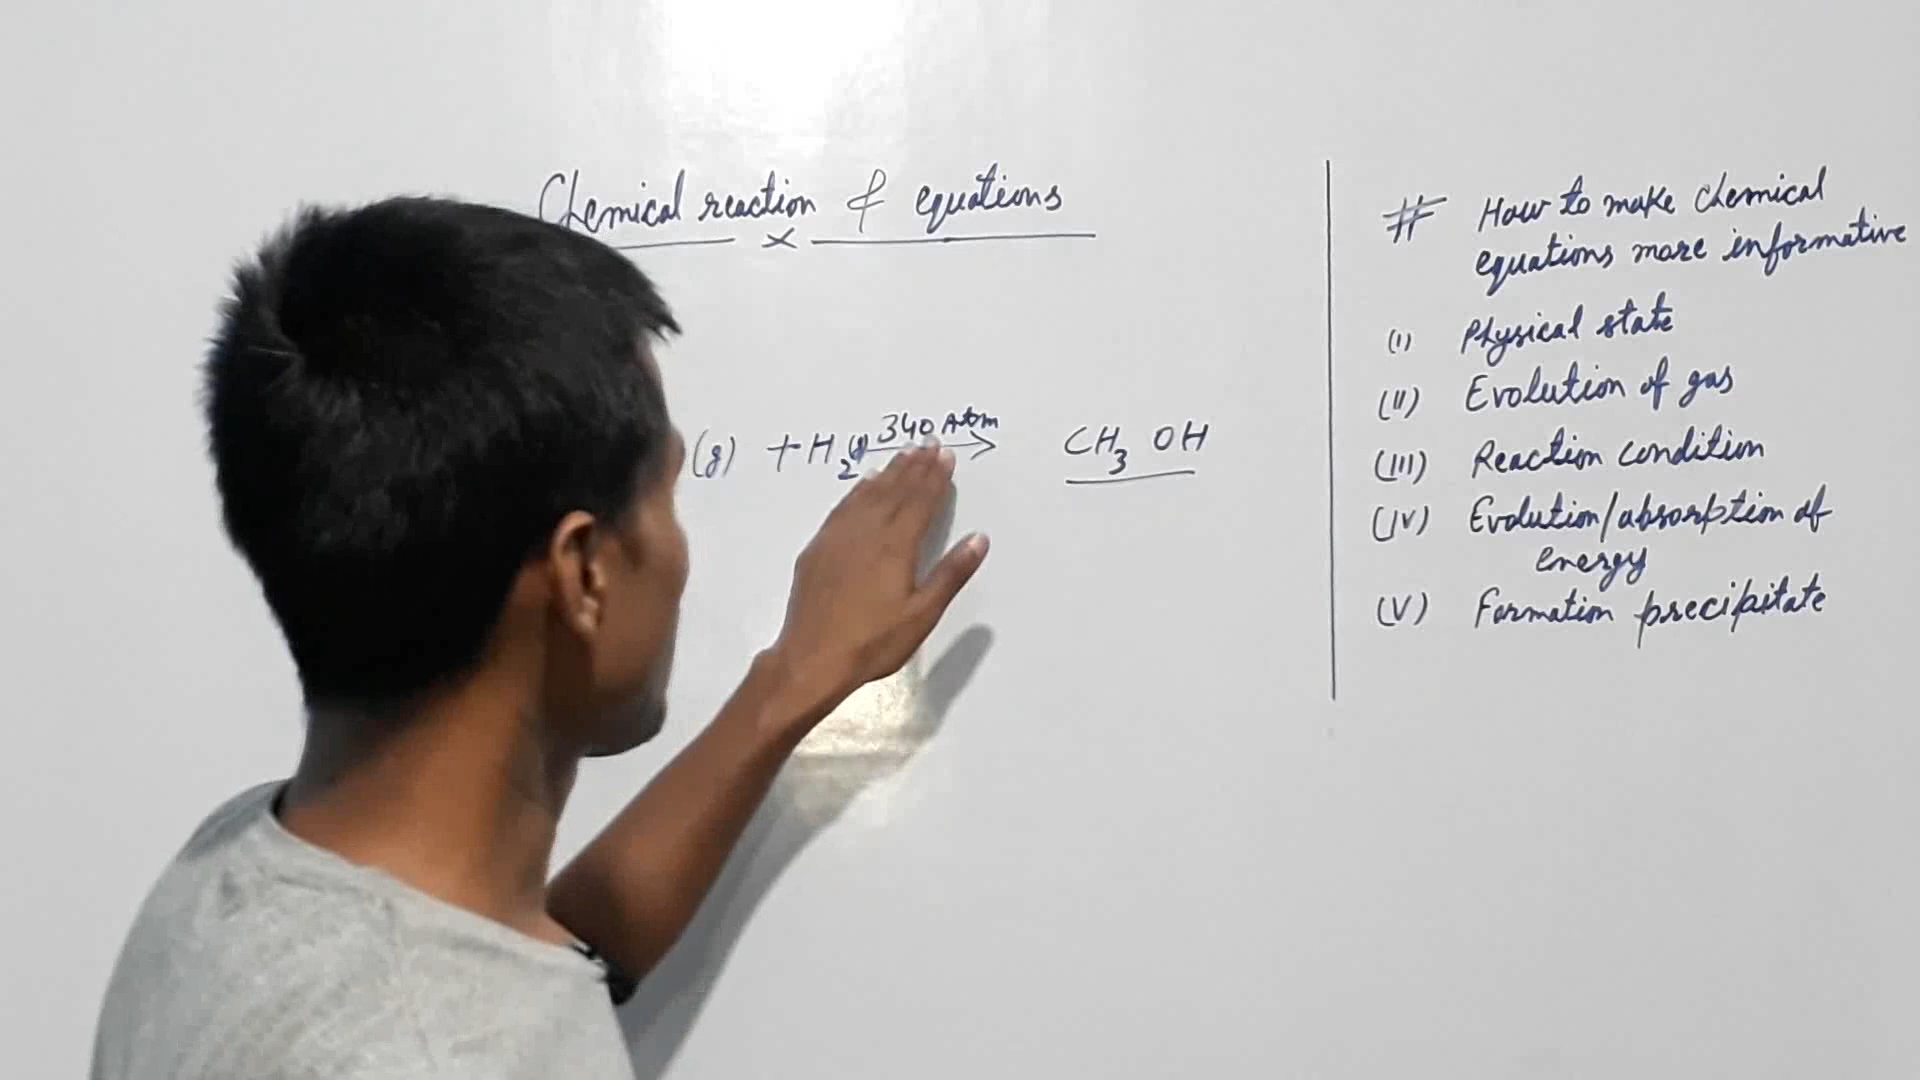 Chemical reaction & equations
x
(g) + H2(g) 340 Atom → CH3 OH
# How to make chemical
equations more informative
(I) Physical state
(II) Evolution of gas
(III) Reaction condition
(IV) Evolution/absorption of
energy
(V) Formation precipitate